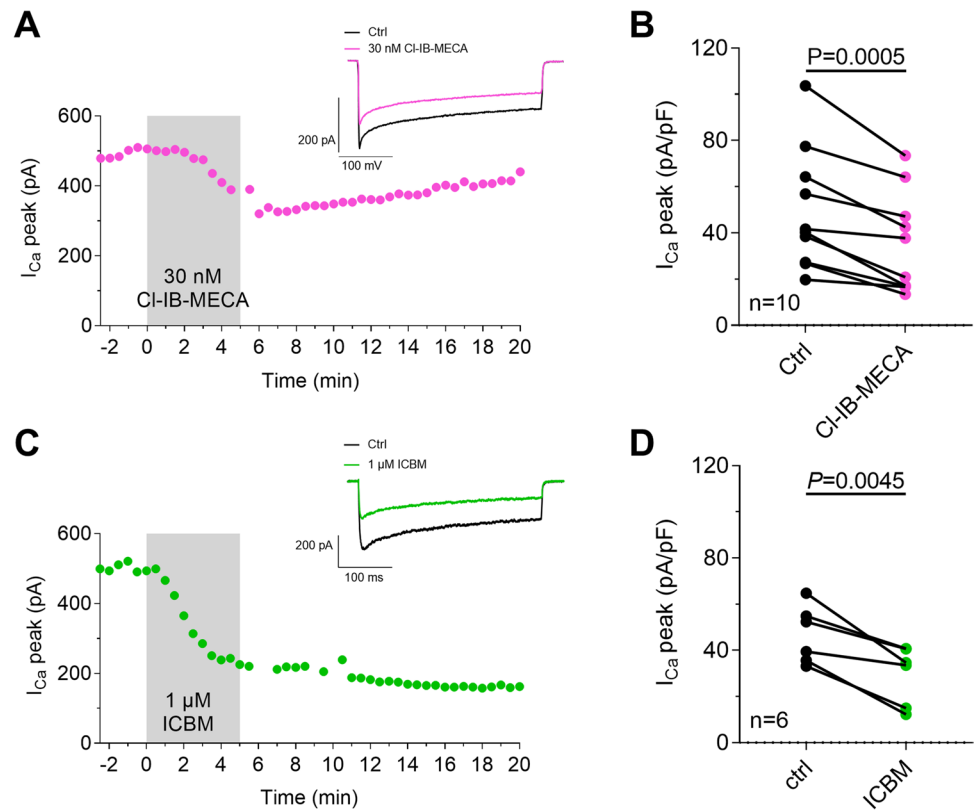 A
Ctrl
30 nM Cl-IB-MECA
200 pA
100 mV
600
400
200
0
I_Ca peak (pA)
30 nM
Cl-IB-MECA
-2 0 2 4 6 8 10 12 14 16 18 20
Time (min)
B
P=0.0005
120
80
40
0
I_Ca peak (pA/pF)
n=10
Ctrl
Cl-IB-MECA
C
Ctrl
1 µM ICBM
200 pA
100 ms
600
400
200
0
I_Ca peak (pA)
1 µM
ICBM
-2 0 2 4 6 8 10 12 14 16 18 20
Time (min)
D
P=0.0045
120
80
40
0
I_Ca peak (pA/pF)
n=6
ctrl
ICBM